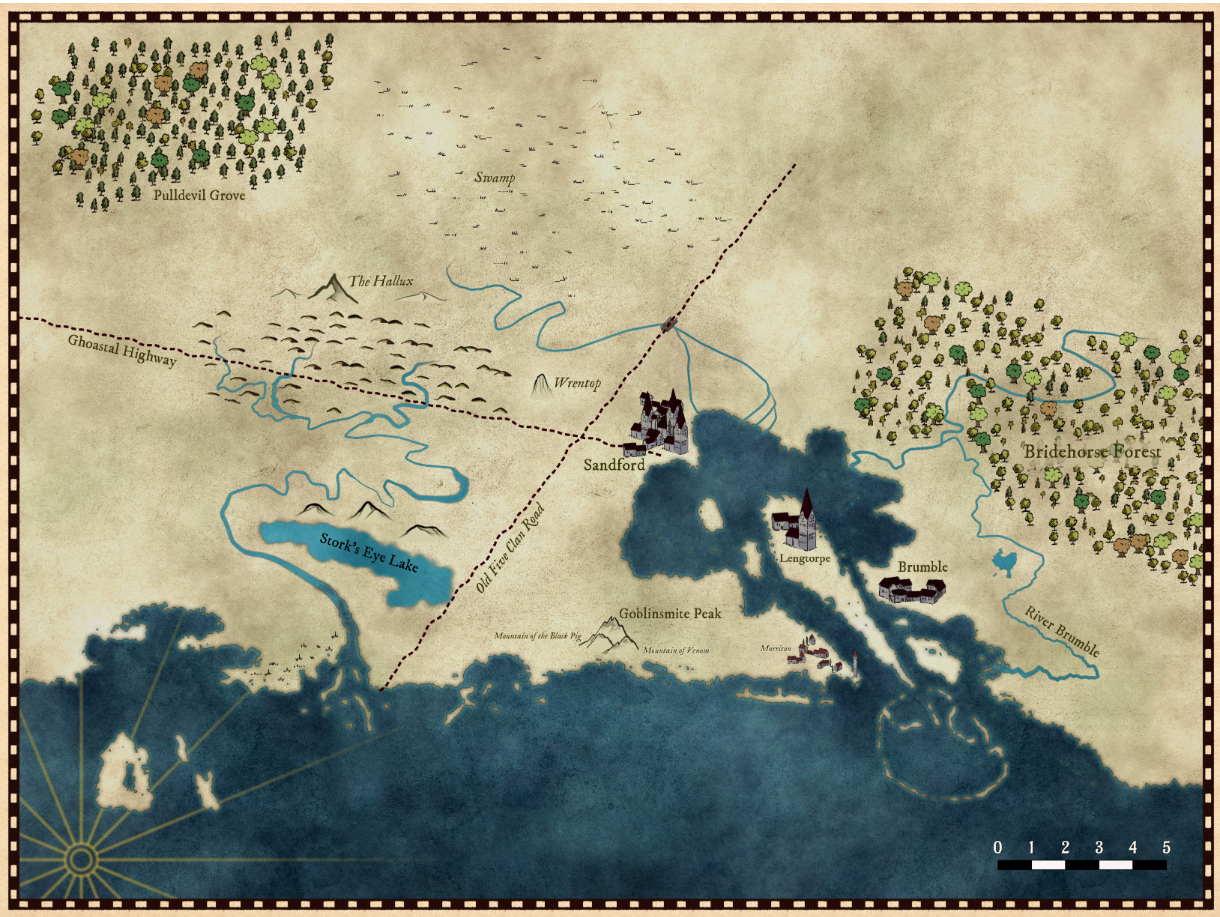 Swamp
Pulldevil Grove
The Hallux
Ghoastal Highway
Wrentop
Bridehorse Forest
Sandford
Stork's Eye Lake
Old Five Clan Road
Lengtorpe
Brumble
Goblinsmite Peak
River Brumble
Mountain of the Black Pig
Mountain of Venom
Morriton
0 1 2 3 4 5